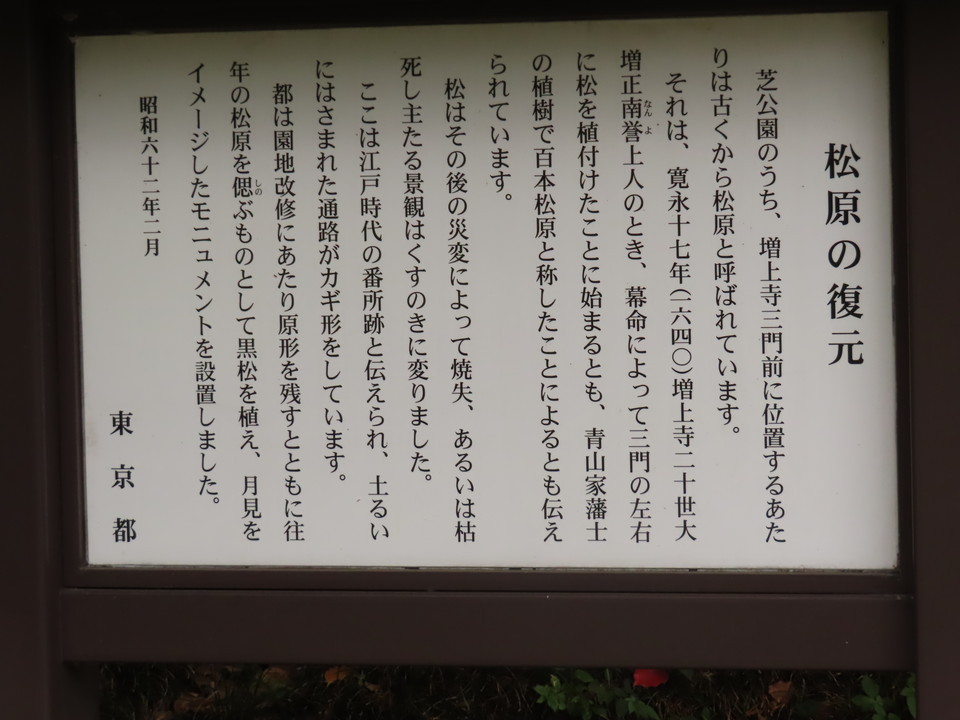 松原の復元
芝公園のうち、増上寺三門前に位置するあた
りは古くから松原と呼ばれています。
それは、寛永十七年(一六四〇)増上寺二十世大
増正南誉上人のとき、幕命によって三門の左右
に松を植付けたことに始まるとも、青山家藩士
の植樹で百本松原と称したことによるとも伝え
られています。
松はその後の災変によって焼失、あるいは枯
死し主たる景観はくすのきに変りました。
ここは江戸時代の番所跡と伝えられ、土るい
にはさまれた通路がカギ形をしています。
都は園地改修にあたり原形を残すとともに往
年の松原を偲ぶものとして黒松を植え、月見を
イメージしたモニュメントを設置しました。
昭和六十二年二月
東京都